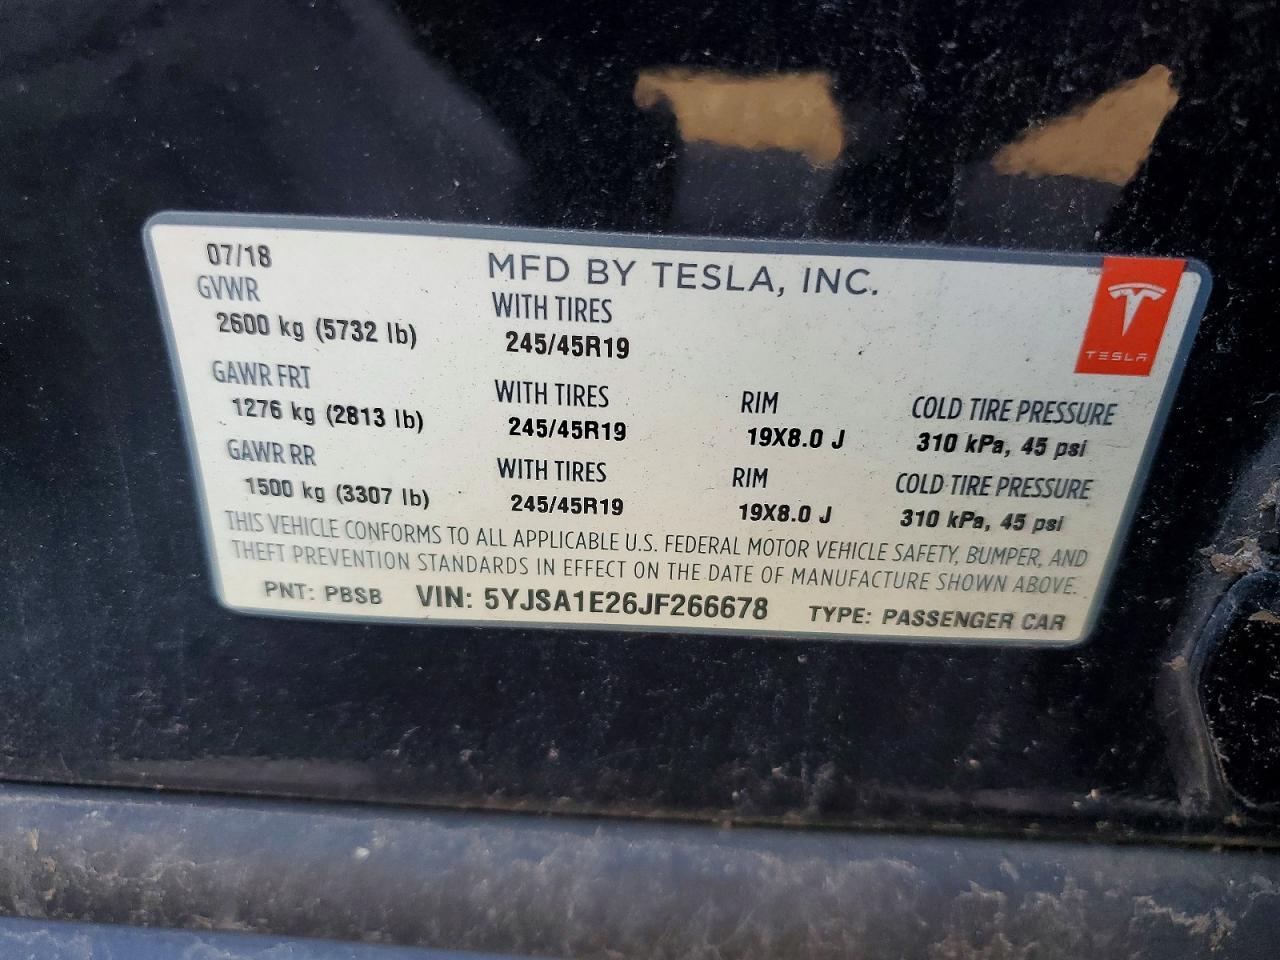 07/18 MFD BY TESLA, INC.
GVWR WITH TIRES
2600 kg (5732 lb) 245/45R19
TESLA
GAWR FRT WITH TIRES RIM COLD TIRE PRESSURE
1276 kg (2813 lb) 245/45R19 19X8.0 J 310 kPa, 45 psi
GAWR RR WITH TIRES RIM COLD TIRE PRESSURE
1500 kg (3307 lb) 245/45R19 19X8.0 J 310 kPa, 45 psi
THIS VEHICLE CONFORMS TO ALL APPLICABLE U.S. FEDERAL MOTOR VEHICLE SAFETY, BUMPER, AND
THEFT PREVENTION STANDARDS IN EFFECT ON THE DATE OF MANUFACTURE SHOWN ABOVE.
PNT: PBSB VIN: 5YJSA1E26JF266678 TYPE: PASSENGER CAR